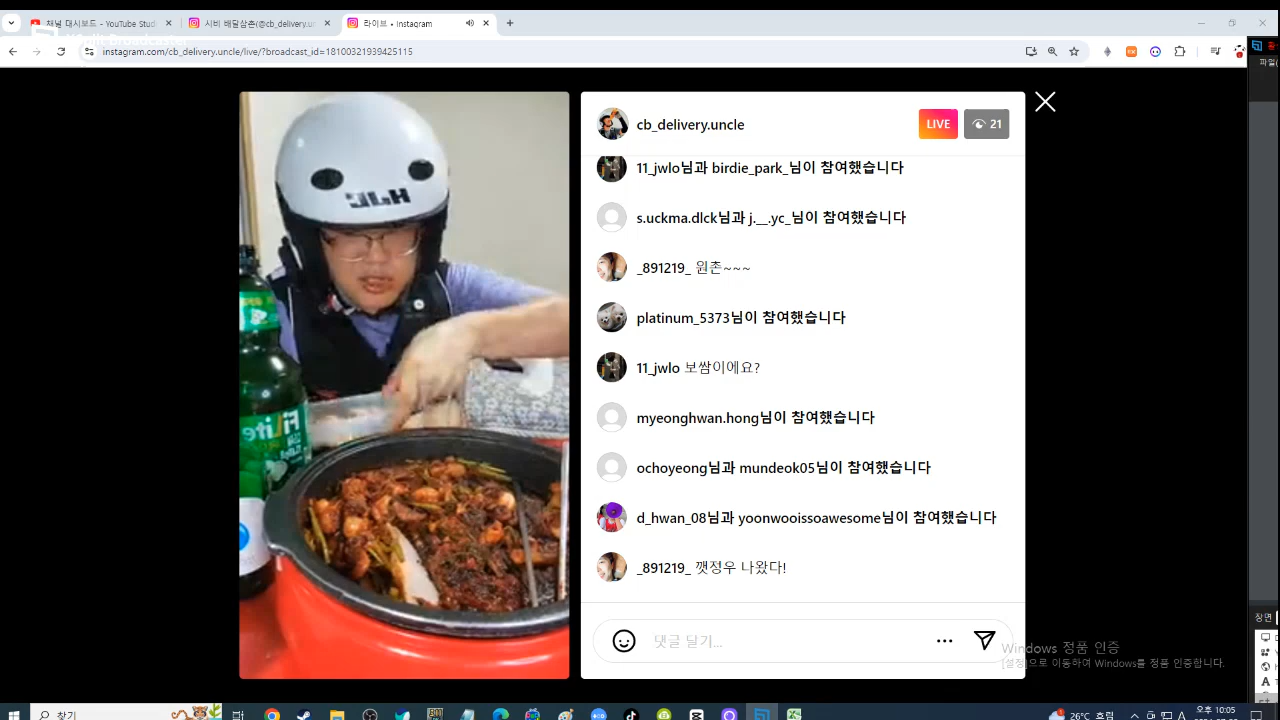 채널 대시보드 - YouTube Stud
시비 배달삼촌(@cb_delivery.u
라이브 • Instagram
instagram.com/cb_delivery.uncle/live/?broadcast_id=18100321939425115
파일(
cb_delivery.uncle
LIVE
21
11_jwlo님과 birdie_park_님이 참여했습니다
s.uckma.dlck님과 j.__.yc_님이 참여했습니다
_891219_ 원촌~~~
platinum_5373님이 참여했습니다
11_jwlo 보쌈이에요?
myeonghwan.hong님이 참여했습니다
ochoyeong님과 mundeok05님이 참여했습니다
d_hwan_08님과 yoonwooissoawesome님이 참여했습니다
_891219_ 깻정우 나왔다!
댓글 달기...
Windows 정품 인증
[설정]으로 이동하여 Windows를 정품 인증합니다.
장면
찾기
26°C 흐림
A
오후 10:05